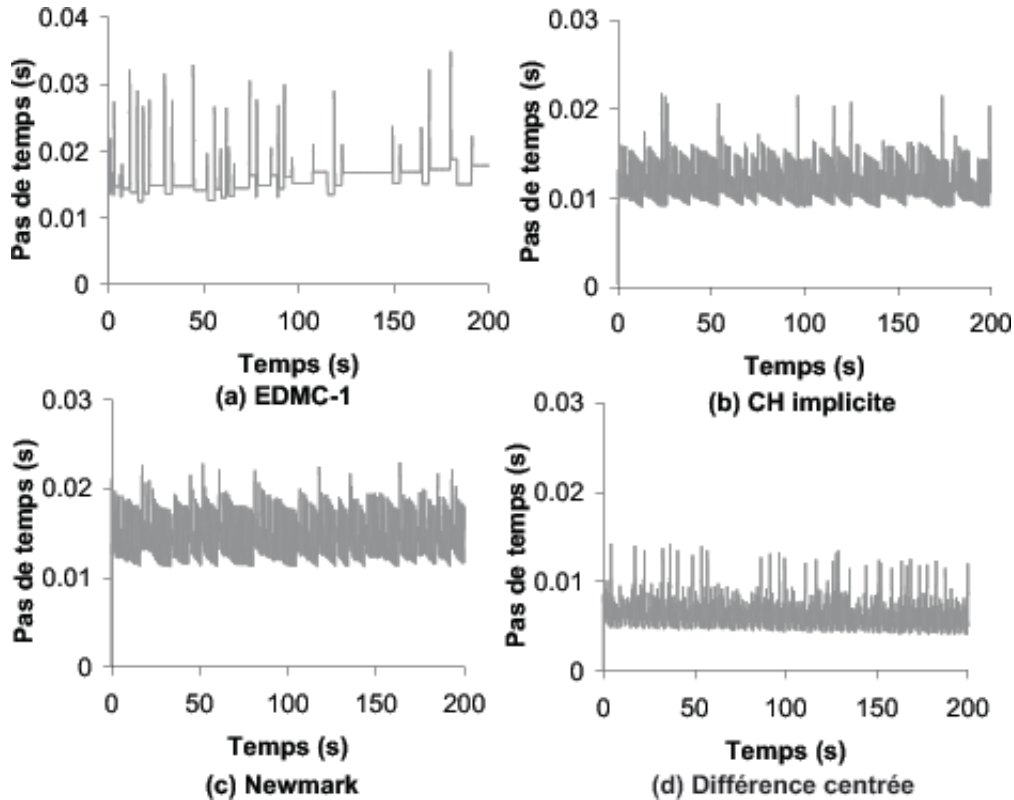 Pas de temps (s)
0.04
0.03
0.02
0.01
0
0 50 100 150 200
Temps (s)
(a) EDMC-1
Pas de temps (s)
0.03
0.02
0.01
0
0 50 100 150 200
Temps (s)
(b) CH implicite
Pas de temps (s)
0.03
0.02
0.01
0
0 50 100 150 200
Temps (s)
(c) Newmark
Pas de temps (s)
0.03
0.02
0.01
0
0 50 100 150 200
Temps (s)
(d) Différence centrée